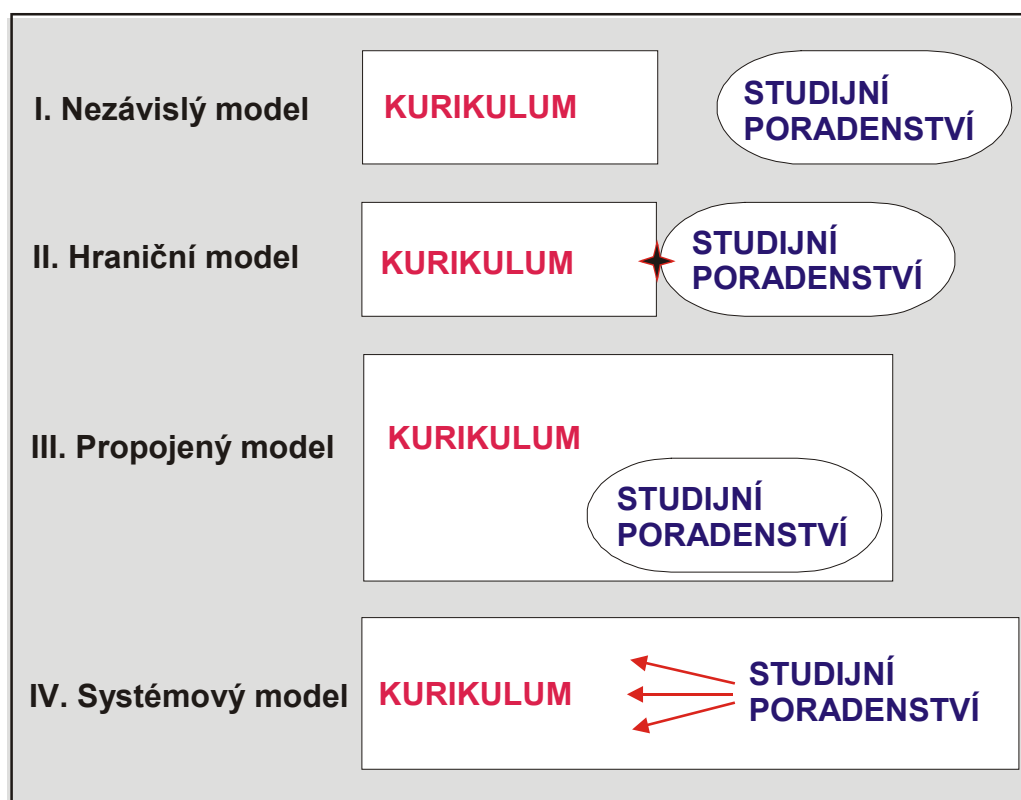 I. Nezávislý model
KURIKULUM
STUDIJNÍ
PORADENSTVÍ
II. Hraniční model
KURIKULUM
STUDIJNÍ
PORADENSTVÍ
III. Propojený model
KURIKULUM
STUDIJNÍ
PORADENSTVÍ
IV. Systémový model
KURIKULUM
STUDIJNÍ
PORADENSTVÍ